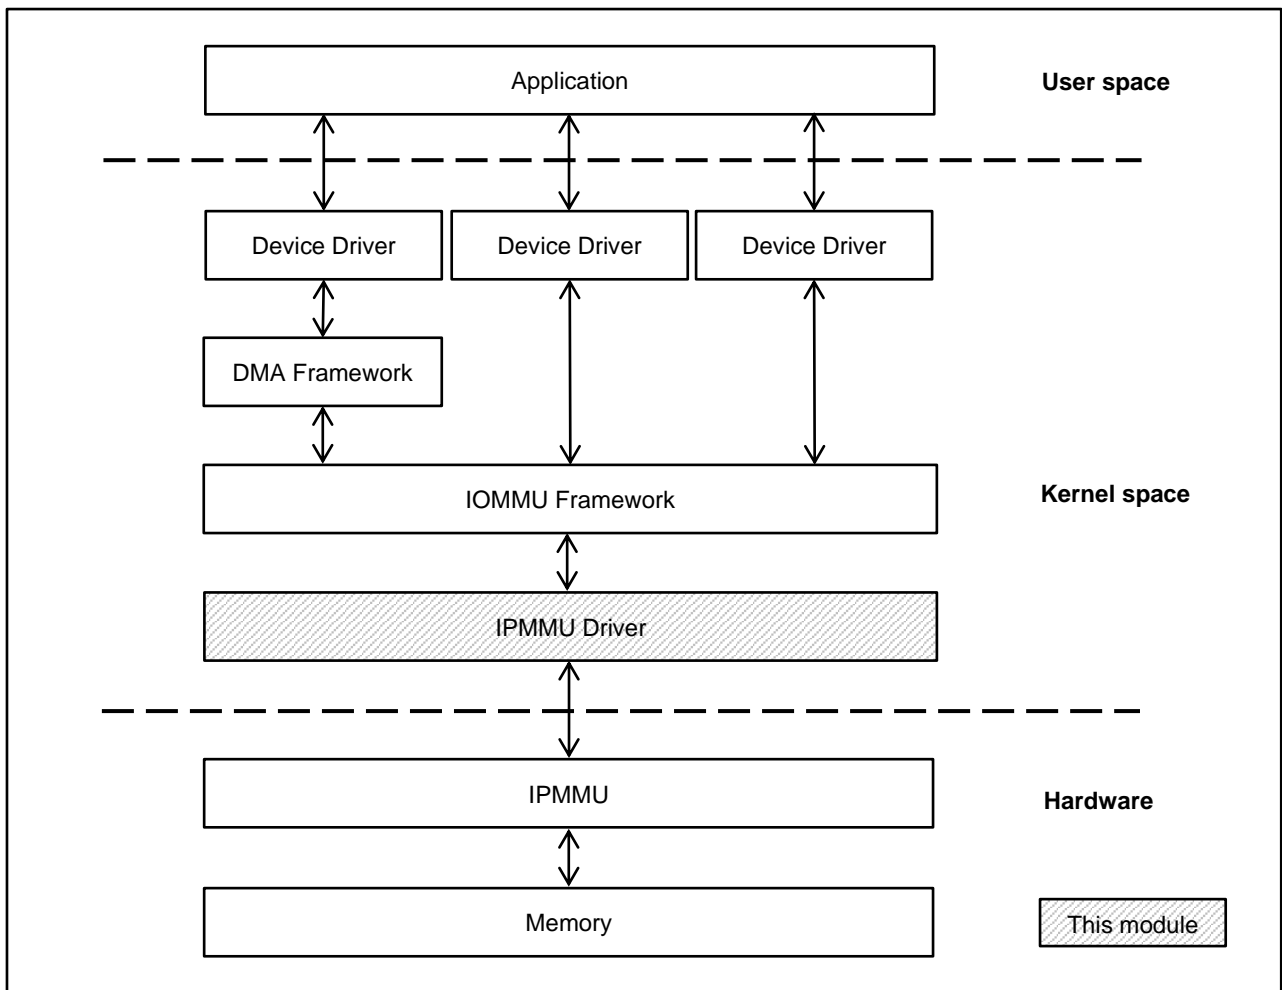 Application
User space
Device Driver
Device Driver
Device Driver
DMA Framework
IOMMU Framework
Kernel space
IPMMU Driver
IPMMU
Hardware
Memory
This module